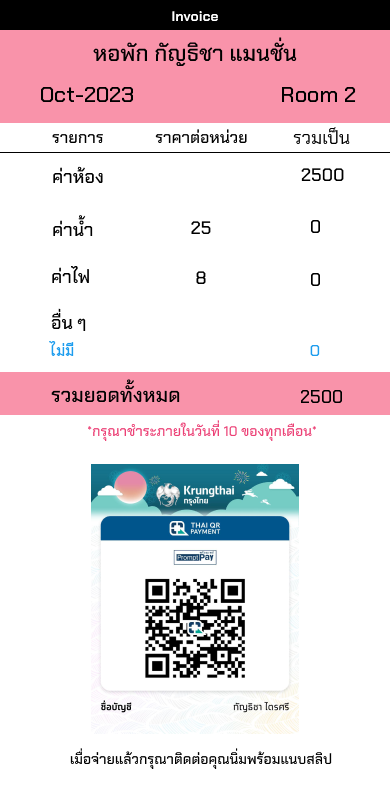 Invoice
หอพัก กัญธิชา แมนชั่น
Oct-2023 Room 2
รายการ ราคาต่อหน่วย รวมเป็น
ค่าห้อง 2500
ค่าน้ำ 25 0
ค่าไฟ 8 0
อื่น ๆ
ไม่มี 0
รวมยอดทั้งหมด 2500
*กรุณาชำระภายในวันที่ 10 ของทุกเดือน*
Krungthai
กรุงไทย
THAI QR
PAYMENT
PromptPay
ชื่อบัญชี กัญธิชา ไตรศรี
เมื่อจ่ายแล้วกรุณาติดต่อคุณนิ่มพร้อมแนบสลิป